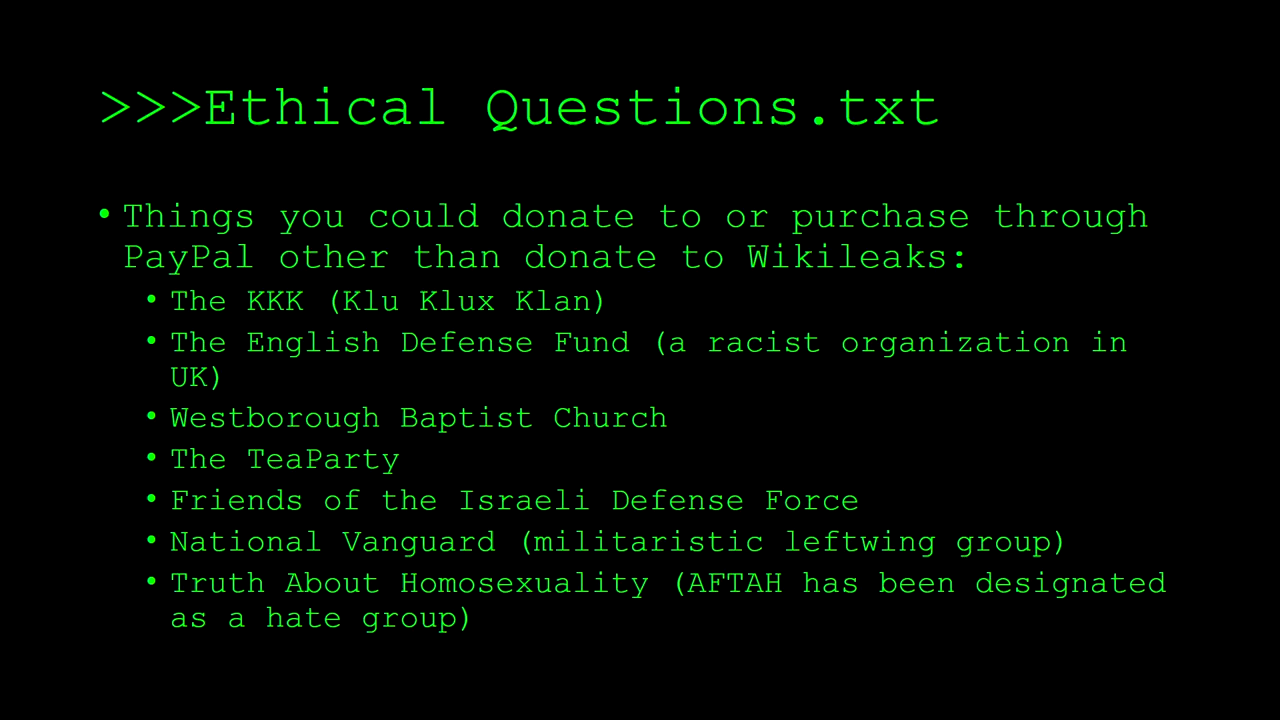 >>>Ethical Questions.txt
• Things you could donate to or purchase through
PayPal other than donate to Wikileaks:
• The KKK (Klu Klux Klan)
• The English Defense Fund (a racist organization in
UK)
• Westborough Baptist Church
• The TeaParty
• Friends of the Israeli Defense Force
• National Vanguard (militaristic leftwing group)
• Truth About Homosexuality (AFTAH has been designated
as a hate group)